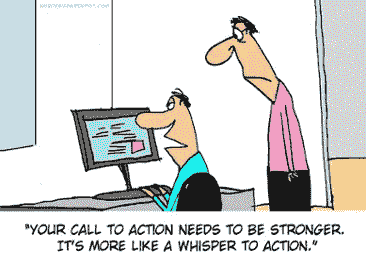 "YOUR CALL TO ACTION NEEDS TO BE STRONGER.
IT'S MORE LIKE A WHISPER TO ACTION."